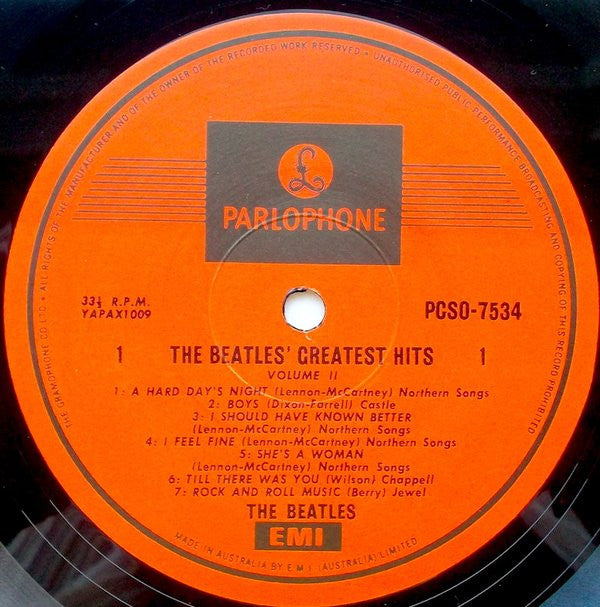 THE GRAMOPHONE CO. LTD. • ALL RIGHTS OF THE MANUFACTURER AND OF THE OWNER OF THE RECORDED WORK RESERVED • UNAUTHORISED PUBLIC PERFORMANCE BROADCASTING AND COPYING OF THIS RECORD PROHIBITED
£
PARLOPHONE
33⅓ R.P.M.
YAPAX1009
PCSO-7534
1 THE BEATLES' GREATEST HITS 1
VOLUME II
1: A HARD DAY'S NIGHT (Lennon-McCartney) Northern Songs
2: BOYS (Dixon-Farrell) Castle
3: I SHOULD HAVE KNOWN BETTER
(Lennon-McCartney) Northern Songs
4: I FEEL FINE (Lennon-McCartney) Northern Songs
5: SHE'S A WOMAN
(Lennon-McCartney) Northern Songs
6: TILL THERE WAS YOU (Wilson) Chappell
7: ROCK AND ROLL MUSIC (Berry) Jewel
THE BEATLES
EMI
MADE IN AUSTRALIA BY E.M.I. (AUSTRALIA) LIMITED